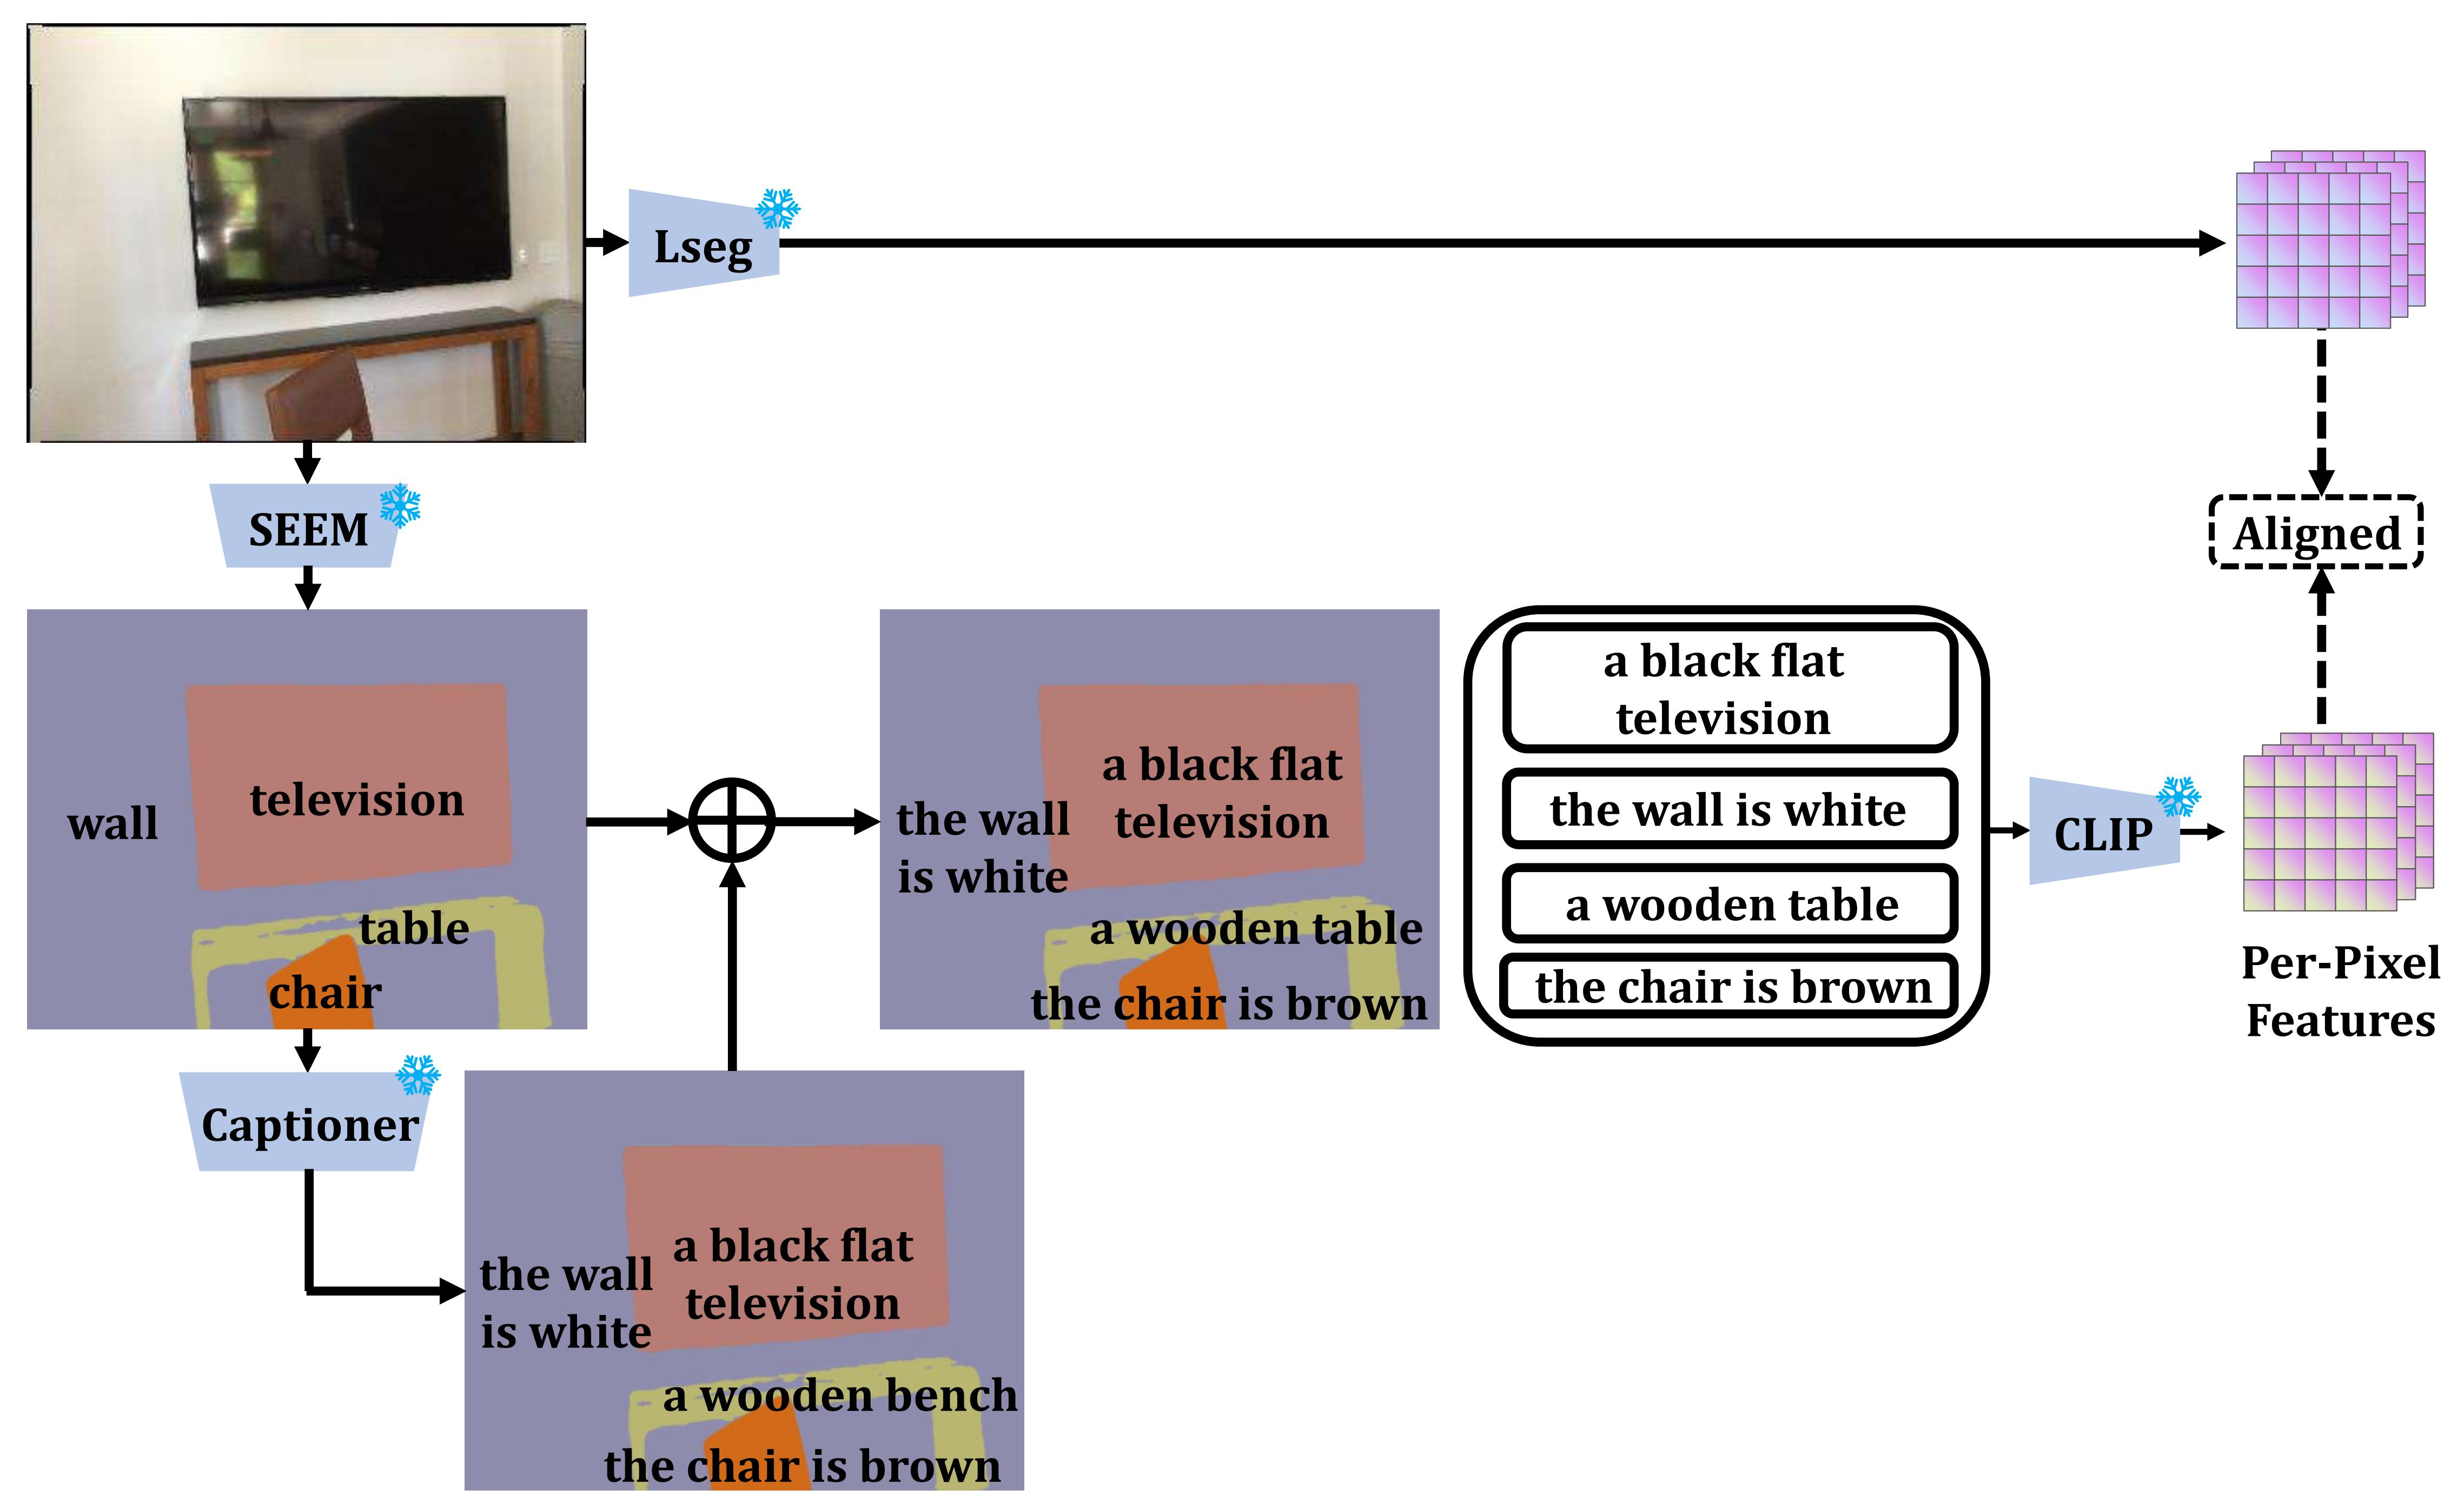 Lseg
SEEM
Aligned
wall
television
table
chair
the wall
is white
a black flat
television
a wooden table
the chair is brown
a black flat
television
the wall is white
a wooden table
the chair is brown
CLIP
Per-Pixel
Features
Captioner
the wall
is white
a black flat
television
a wooden bench
the chair is brown